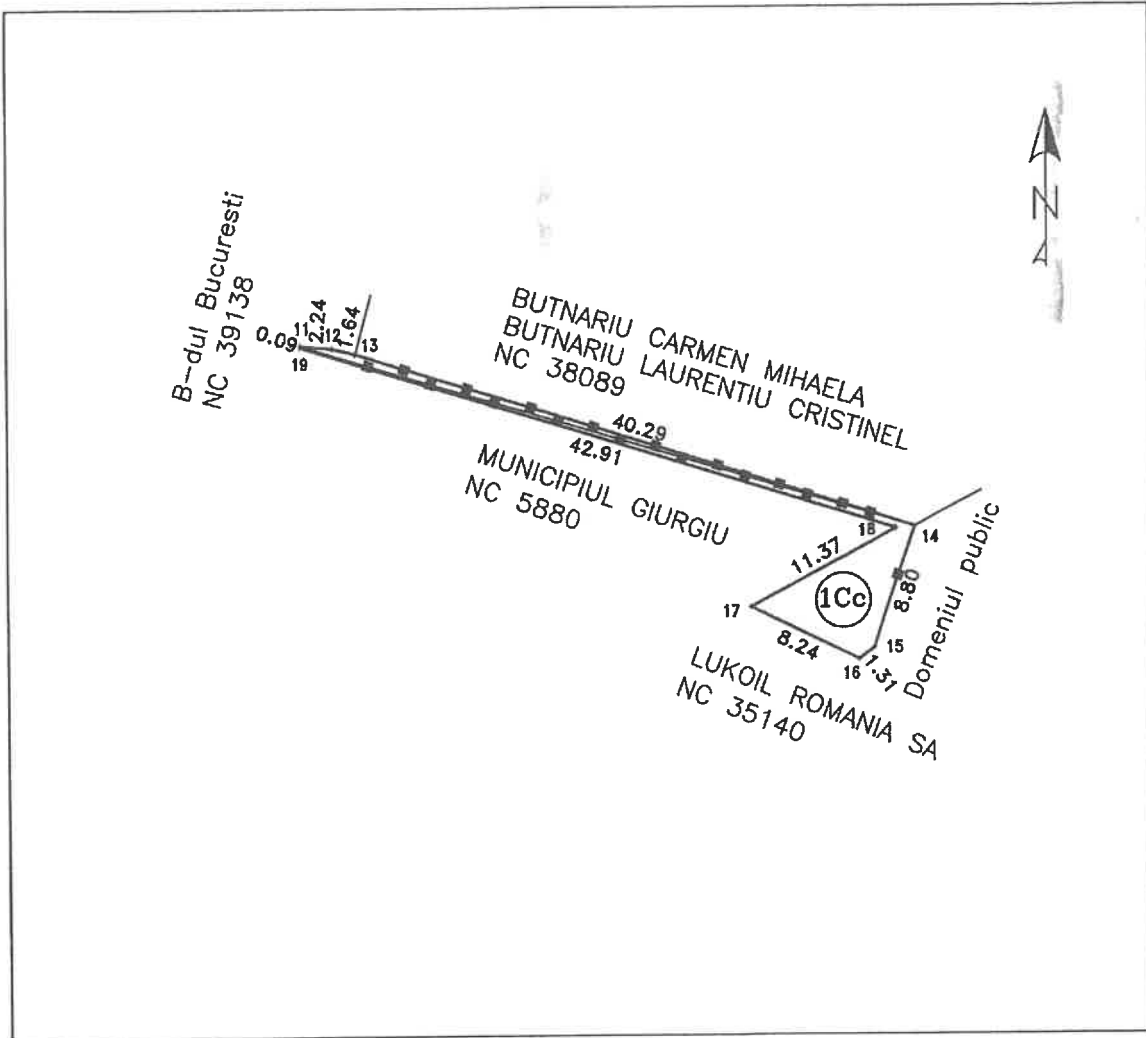 N
B-dul Bucuresti
NC 39138
0.09
11
2.24
12
1.64
13
19
BUTNARIU CARMEN MIHAELA
BUTNARIU LAURENTIU CRISTINEL
NC 38089
40.29
42.91
MUNICIPIUL GIURGIU
NC 5880
18
14
11.37
1Cc
8.80
17
8.24
15
16
1.31
Domeniul public
LUKOIL ROMANIA SA
NC 35140